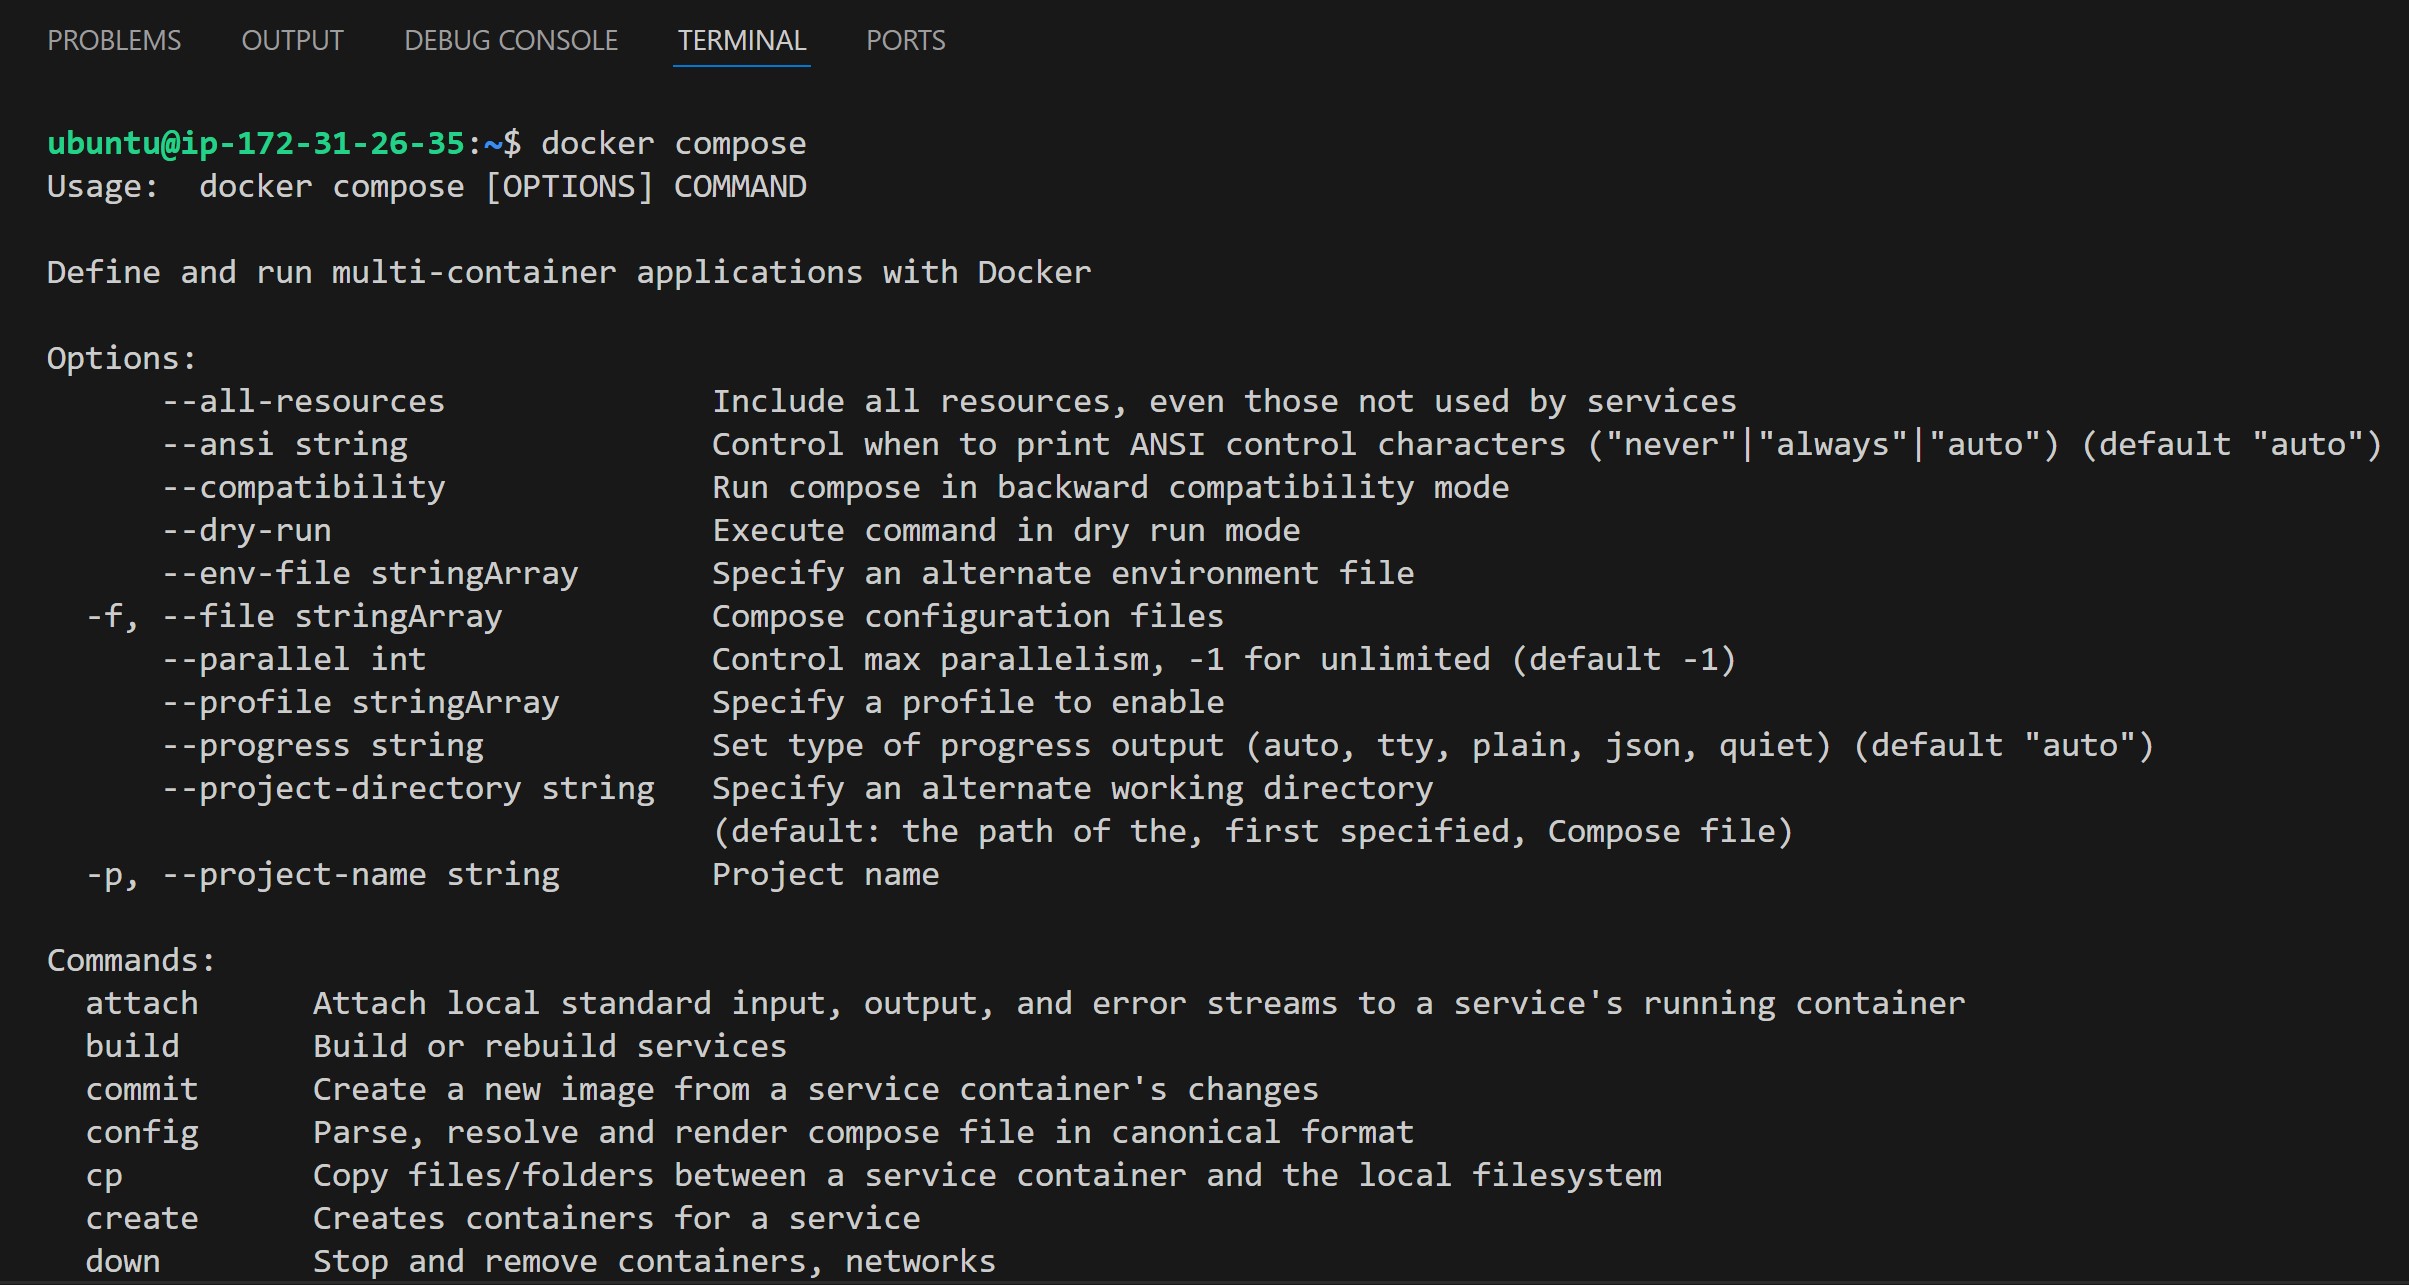 PROBLEMS OUTPUT DEBUG CONSOLE TERMINAL PORTS
ubuntu@ip-172-31-26-35:~$ docker compose
Usage:  docker compose [OPTIONS] COMMAND
Define and run multi-container applications with Docker
Options:
      --all-resources              Include all resources, even those not used by services
      --ansi string                Control when to print ANSI control characters ("never"|"always"|"auto") (default "auto")
      --compatibility              Run compose in backward compatibility mode
      --dry-run                    Execute command in dry run mode
      --env-file stringArray       Specify an alternate environment file
  -f, --file stringArray           Compose configuration files
      --parallel int               Control max parallelism, -1 for unlimited (default -1)
      --profile stringArray        Specify a profile to enable
      --progress string            Set type of progress output (auto, tty, plain, json, quiet) (default "auto")
      --project-directory string   Specify an alternate working directory
                                   (default: the path of the, first specified, Compose file)
  -p, --project-name string        Project name
Commands:
  attach      Attach local standard input, output, and error streams to a service's running container
  build       Build or rebuild services
  commit      Create a new image from a service container's changes
  config      Parse, resolve and render compose file in canonical format
  cp          Copy files/folders between a service container and the local filesystem
  create      Creates containers for a service
  down        Stop and remove containers, networks